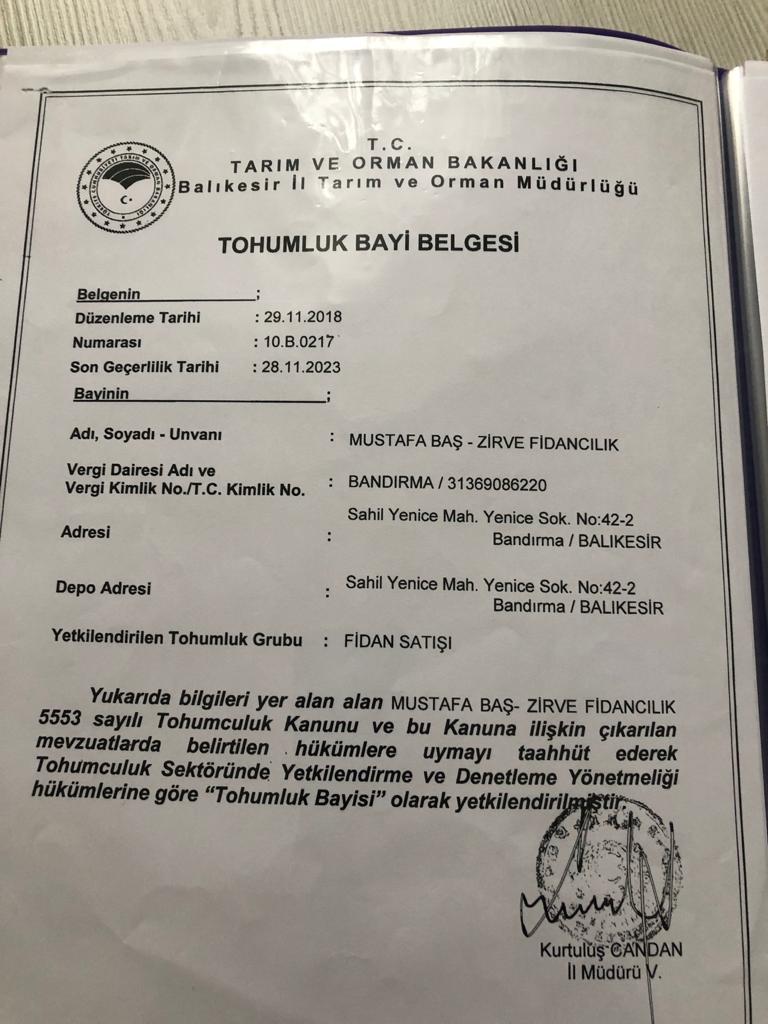 T.C.
TARIM VE ORMAN BAKANLIĞI
Balıkesir İl Tarım ve Orman Müdürlüğü
TOHUMLUK BAYİ BELGESİ
Belgenin ;
Düzenleme Tarihi : 29.11.2018
Numarası : 10.B.0217
Son Geçerlilik Tarihi : 28.11.2023
Bayinin ;
Adı, Soyadı - Unvanı : MUSTAFA BAŞ - ZİRVE FİDANCILIK
Vergi Dairesi Adı ve
Vergi Kimlik No./T.C. Kimlik No. : BANDIRMA / 31369086220
Adresi : Sahil Yenice Mah. Yenice Sok. No:42-2
Bandırma / BALIKESİR
Depo Adresi : Sahil Yenice Mah. Yenice Sok. No:42-2
Bandırma / BALIKESİR
Yetkilendirilen Tohumluk Grubu : FİDAN SATIŞI
Yukarıda bilgileri yer alan alan MUSTAFA BAŞ- ZİRVE FİDANCILIK
5553 sayılı Tohumculuk Kanunu ve bu Kanuna ilişkin çıkarılan
mevzuatlarda belirtilen hükümlere uymayı taahhüt ederek
Tohumculuk Sektöründe Yetkilendirme ve Denetleme Yönetmeliği
hükümlerine göre “Tohumluk Bayisi” olarak yetkilendirilmiştir.
Kurtuluş CANDAN
İl Müdürü V.